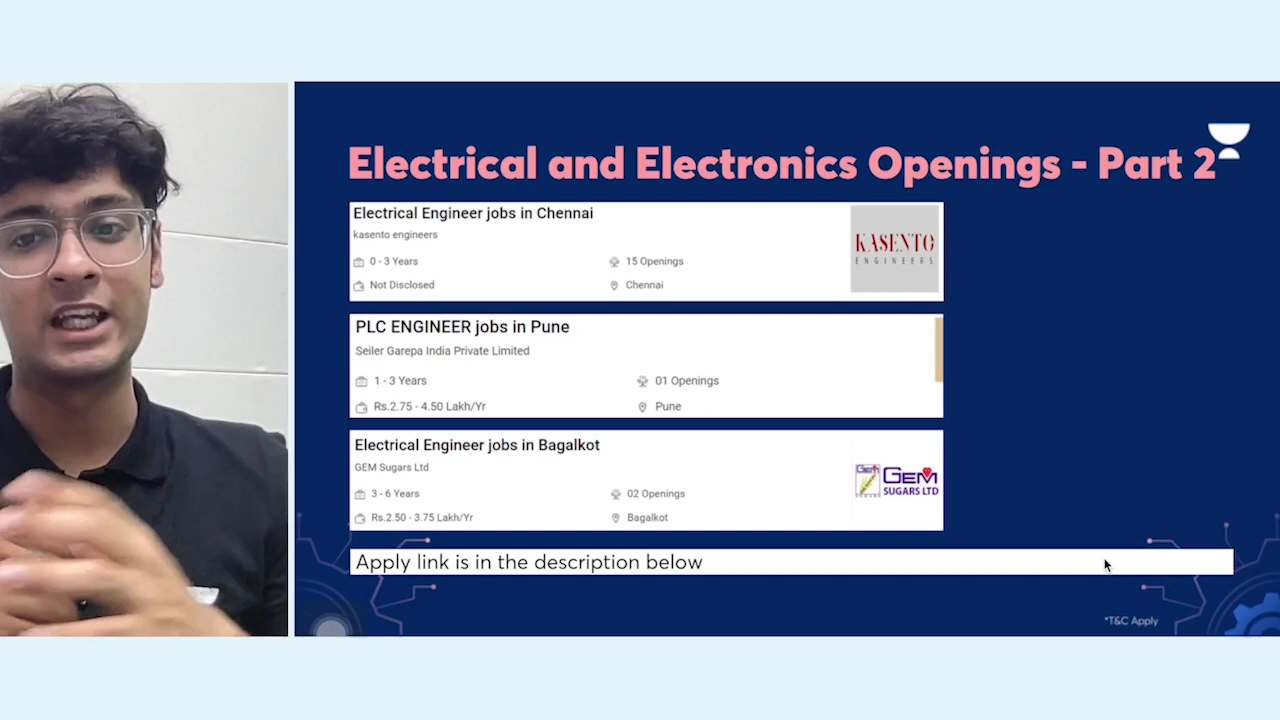 Electrical and Electronics Openings - Part 2
Electrical Engineer jobs in Chennai
kasento engineers
0 - 3 Years
15 Openings
Not Disclosed
Chennai
KASENTO
ENGINEERS
PLC ENGINEER jobs in Pune
Seiler Garepa India Private Limited
1 - 3 Years
01 Openings
Rs.2.75 - 4.50 Lakh/Yr
Pune
Electrical Engineer jobs in Bagalkot
GEM Sugars Ltd
3 - 6 Years
02 Openings
Rs.2.50 - 3.75 Lakh/Yr
Bagalkot
GEM
GEM
SUGARS LTD
Apply link is in the description below
*T&C Apply